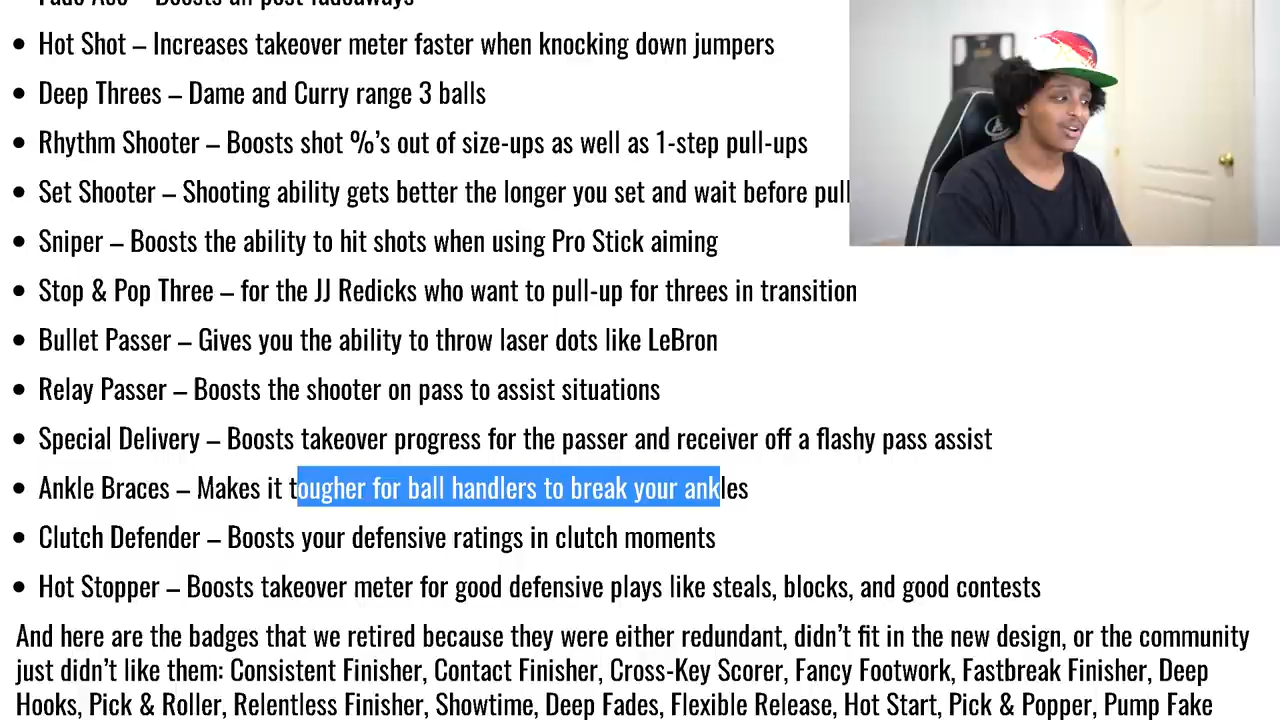 • Hot Shot – Increases takeover meter faster when knocking down jumpers
• Deep Threes – Dame and Curry range 3 balls
• Rhythm Shooter – Boosts shot %’s out of size-ups as well as 1-step pull-ups
• Set Shooter – Shooting ability gets better the longer you set and wait before pull
• Sniper – Boosts the ability to hit shots when using Pro Stick aiming
• Stop & Pop Three – for the JJ Redicks who want to pull-up for threes in transition
• Bullet Passer – Gives you the ability to throw laser dots like LeBron
• Relay Passer – Boosts the shooter on pass to assist situations
• Special Delivery – Boosts takeover progress for the passer and receiver off a flashy pass assist
• Ankle Braces – Makes it tougher for ball handlers to break your ankles
• Clutch Defender – Boosts your defensive ratings in clutch moments
• Hot Stopper – Boosts takeover meter for good defensive plays like steals, blocks, and good contests
And here are the badges that we retired because they were either redundant, didn’t fit in the new design, or the community
just didn’t like them: Consistent Finisher, Contact Finisher, Cross-Key Scorer, Fancy Footwork, Fastbreak Finisher, Deep
Hooks, Pick & Roller, Relentless Finisher, Showtime, Deep Fades, Flexible Release, Hot Start, Pick & Popper, Pump Fake